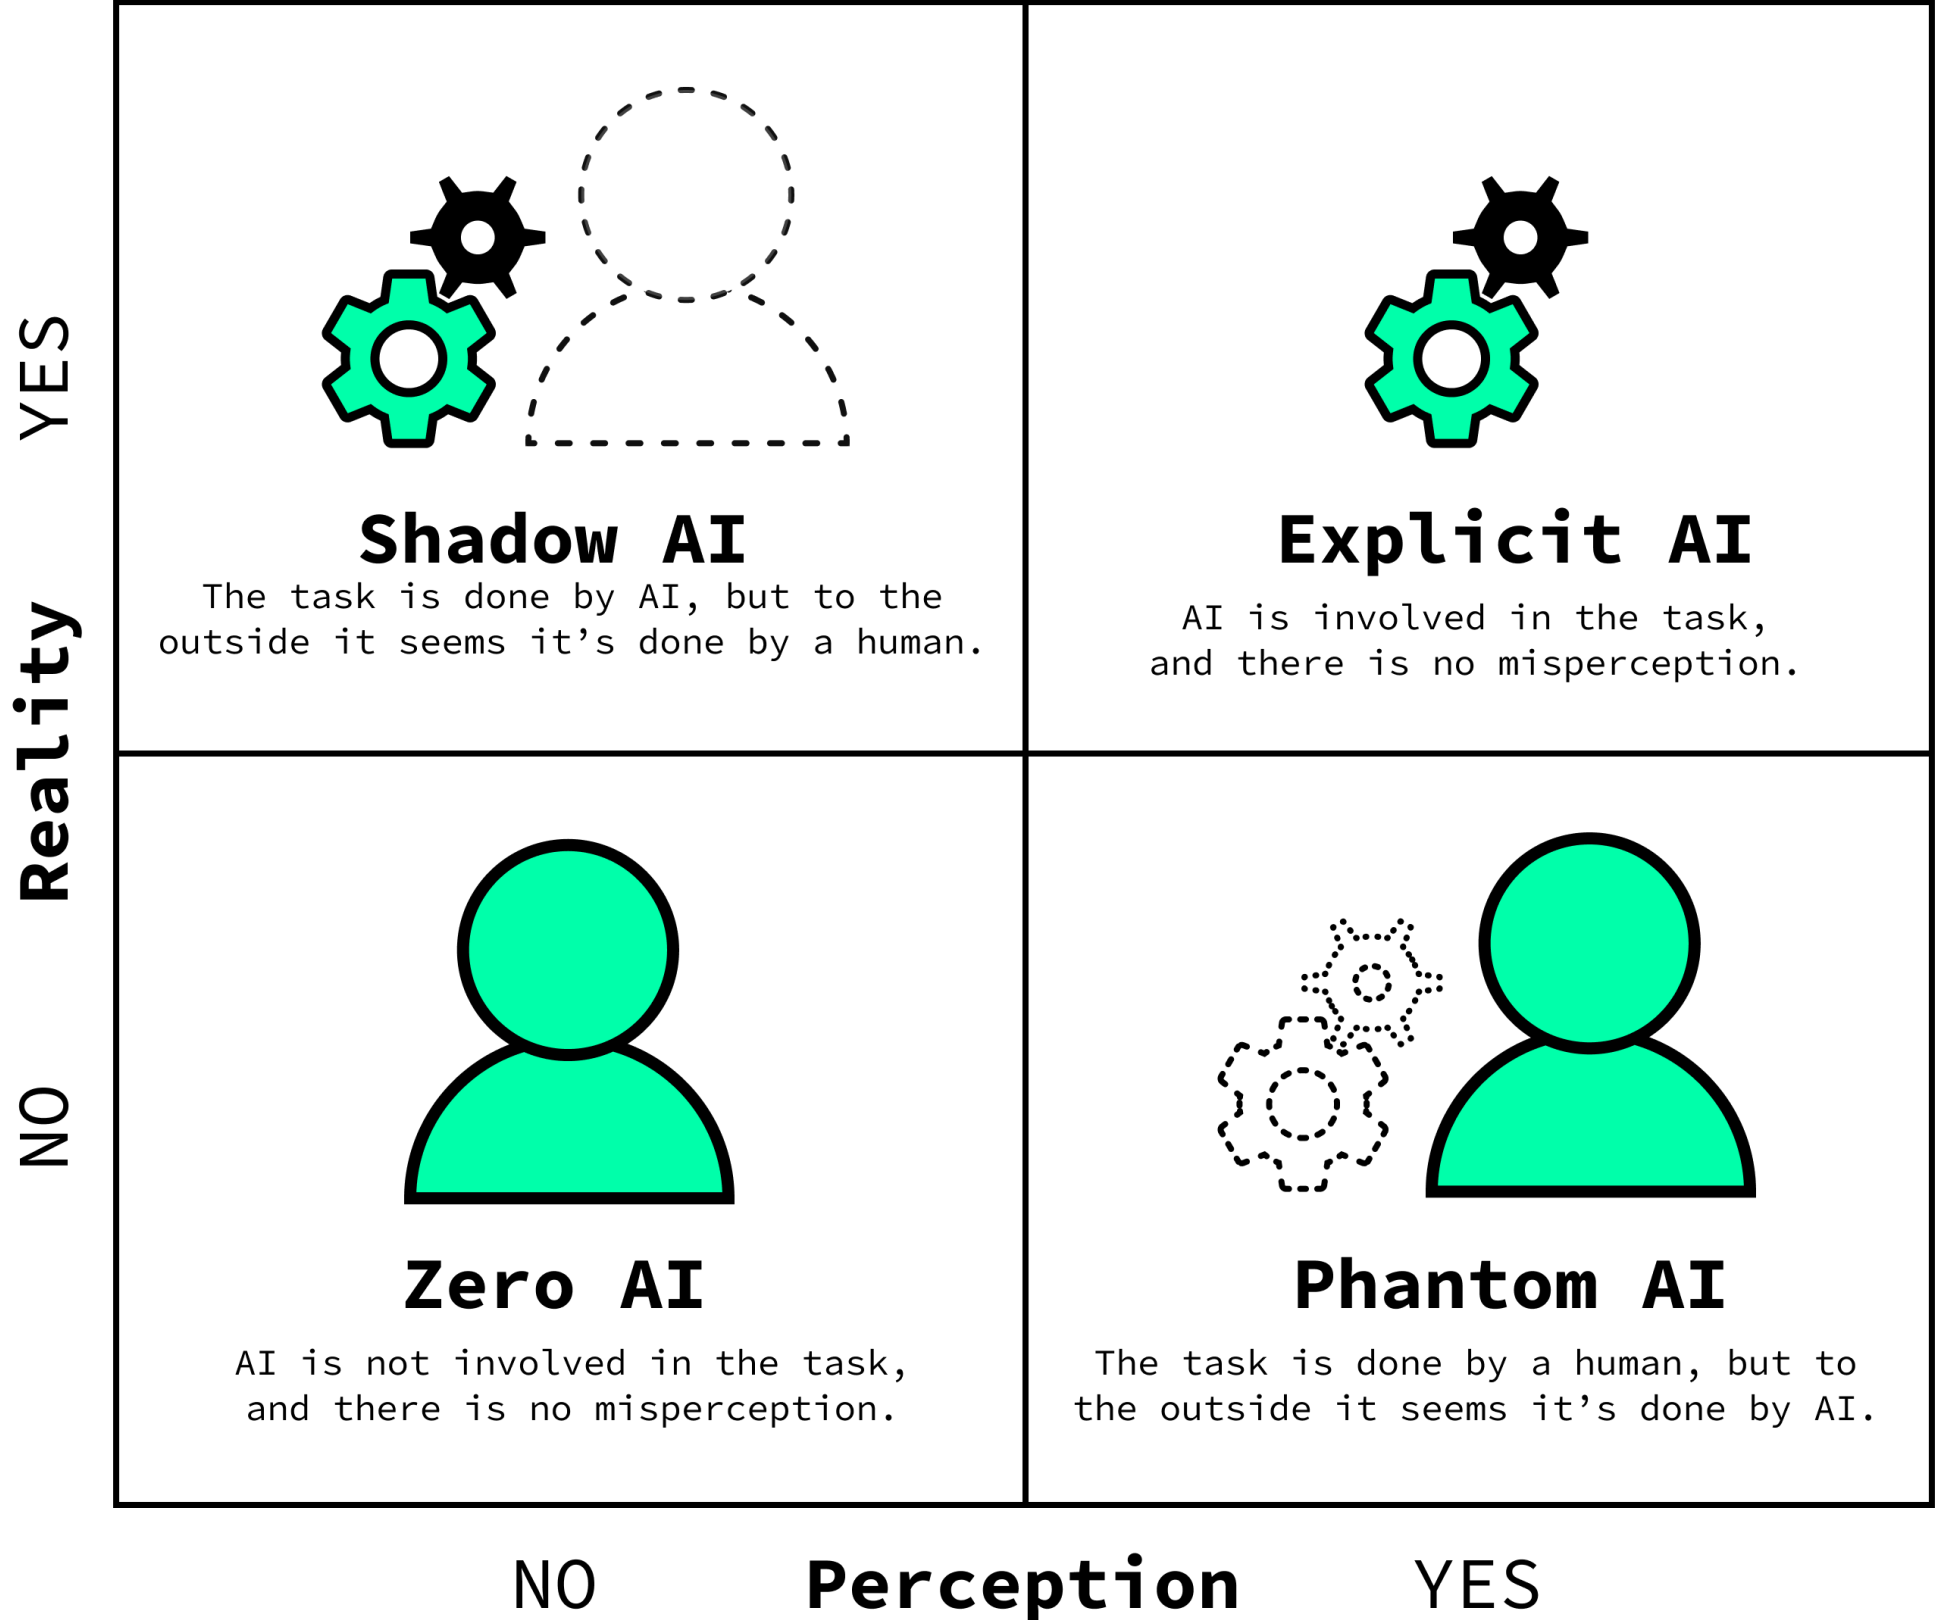 YES
Shadow AI
The task is done by AI, but to the
outside it seems it’s done by a human.
Explicit AI
AI is involved in the task,
and there is no misperception.
Reality
NO
Zero AI
AI is not involved in the task,
and there is no misperception.
Phantom AI
The task is done by a human, but to
the outside it seems it’s done by AI.
NO
Perception
YES